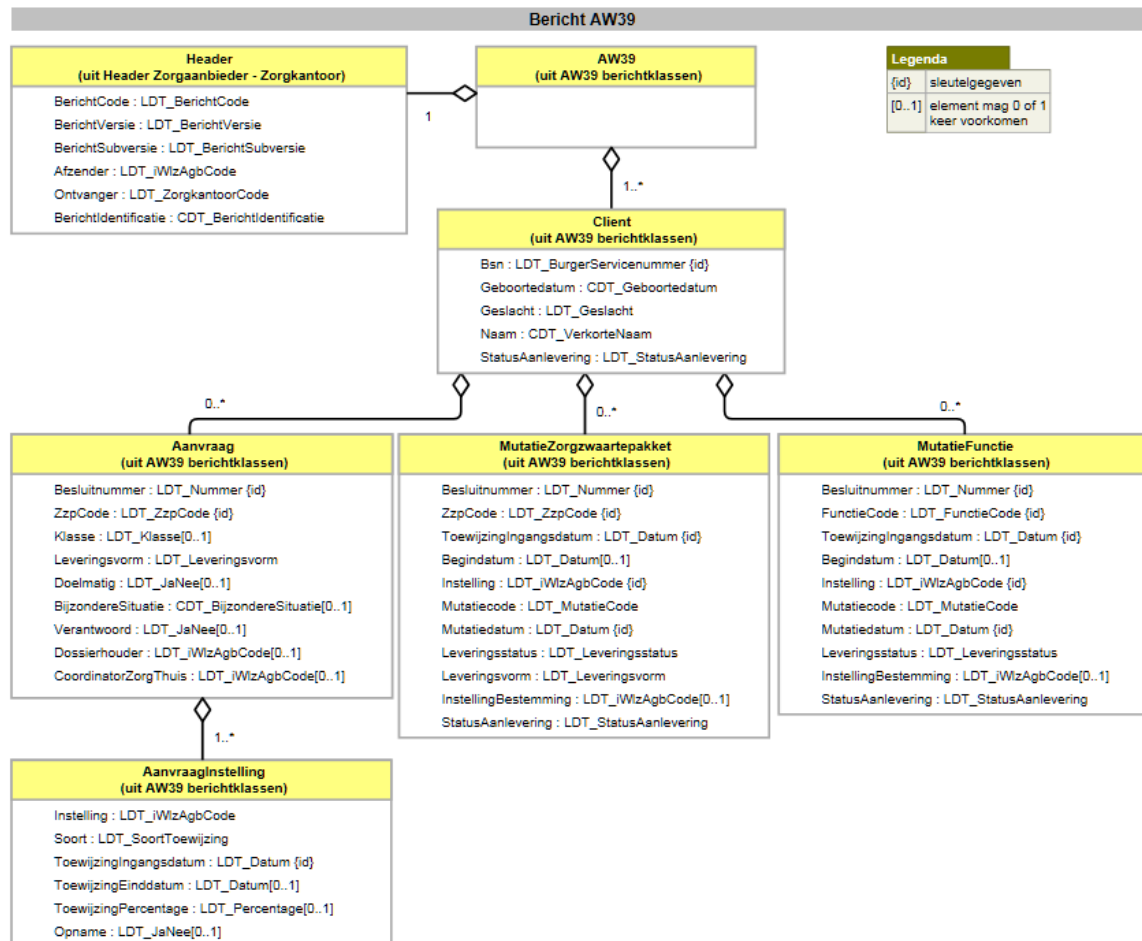 Bericht AW39
Header
(uit Header Zorgaanbieder - Zorgkantoor)
BerichtCode : LDT_BerichtCode
BerichtVersie : LDT_BerichtVersie
BerichtSubversie : LDT_BerichtSubversie
Afzender : LDT_iWlzAgbCode
Ontvanger : LDT_ZorgkantoorCode
BerichtIdentificatie : CDT_BerichtIdentificatie
1
AW39
(uit AW39 berichtklassen)
Legenda
{id} sleutelgegeven
[0..1] element mag 0 of 1
keer voorkomen
1..*
Client
(uit AW39 berichtklassen)
Bsn : LDT_BurgerServicenummer {id}
Geboortedatum : CDT_Geboortedatum
Geslacht : LDT_Geslacht
Naam : CDT_VerkorteNaam
StatusAanlevering : LDT_StatusAanlevering
0..*
0..*
0..*
Aanvraag
(uit AW39 berichtklassen)
Besluitnummer : LDT_Nummer {id}
ZzpCode : LDT_ZzpCode {id}
Klasse : LDT_Klasse[0..1]
Leveringsvorm : LDT_Leveringsvorm
Doelmatig : LDT_JaNee[0..1]
BijzondereSituatie : CDT_BijzondereSituatie[0..1]
Verantwoord : LDT_JaNee[0..1]
Dossierhouder : LDT_iWlzAgbCode[0..1]
CoordinatorZorgThuis : LDT_iWlzAgbCode[0..1]
MutatieZorgzwaartepakket
(uit AW39 berichtklassen)
Besluitnummer : LDT_Nummer {id}
ZzpCode : LDT_ZzpCode {id}
ToewijzingIngangsdatum : LDT_Datum {id}
Begindatum : LDT_Datum[0..1]
Instelling : LDT_iWlzAgbCode {id}
Mutatiecode : LDT_MutatieCode
Mutatiedatum : LDT_Datum {id}
Leveringsstatus : LDT_Leveringsstatus
Leveringsvorm : LDT_Leveringsvorm
InstellingBestemming : LDT_iWlzAgbCode[0..1]
StatusAanlevering : LDT_StatusAanlevering
MutatieFunctie
(uit AW39 berichtklassen)
Besluitnummer : LDT_Nummer {id}
FunctieCode : LDT_FunctieCode {id}
ToewijzingIngangsdatum : LDT_Datum {id}
Begindatum : LDT_Datum[0..1]
Instelling : LDT_iWlzAgbCode {id}
Mutatiecode : LDT_MutatieCode
Mutatiedatum : LDT_Datum {id}
Leveringsstatus : LDT_Leveringsstatus
InstellingBestemming : LDT_iWlzAgbCode[0..1]
StatusAanlevering : LDT_StatusAanlevering
1..*
AanvraagInstelling
(uit AW39 berichtklassen)
Instelling : LDT_iWlzAgbCode
Soort : LDT_SoortToewijzing
ToewijzingIngangsdatum : LDT_Datum {id}
ToewijzingEinddatum : LDT_Datum[0..1]
ToewijzingPercentage : LDT_Percentage[0..1]
Opname : LDT_JaNee[0..1]